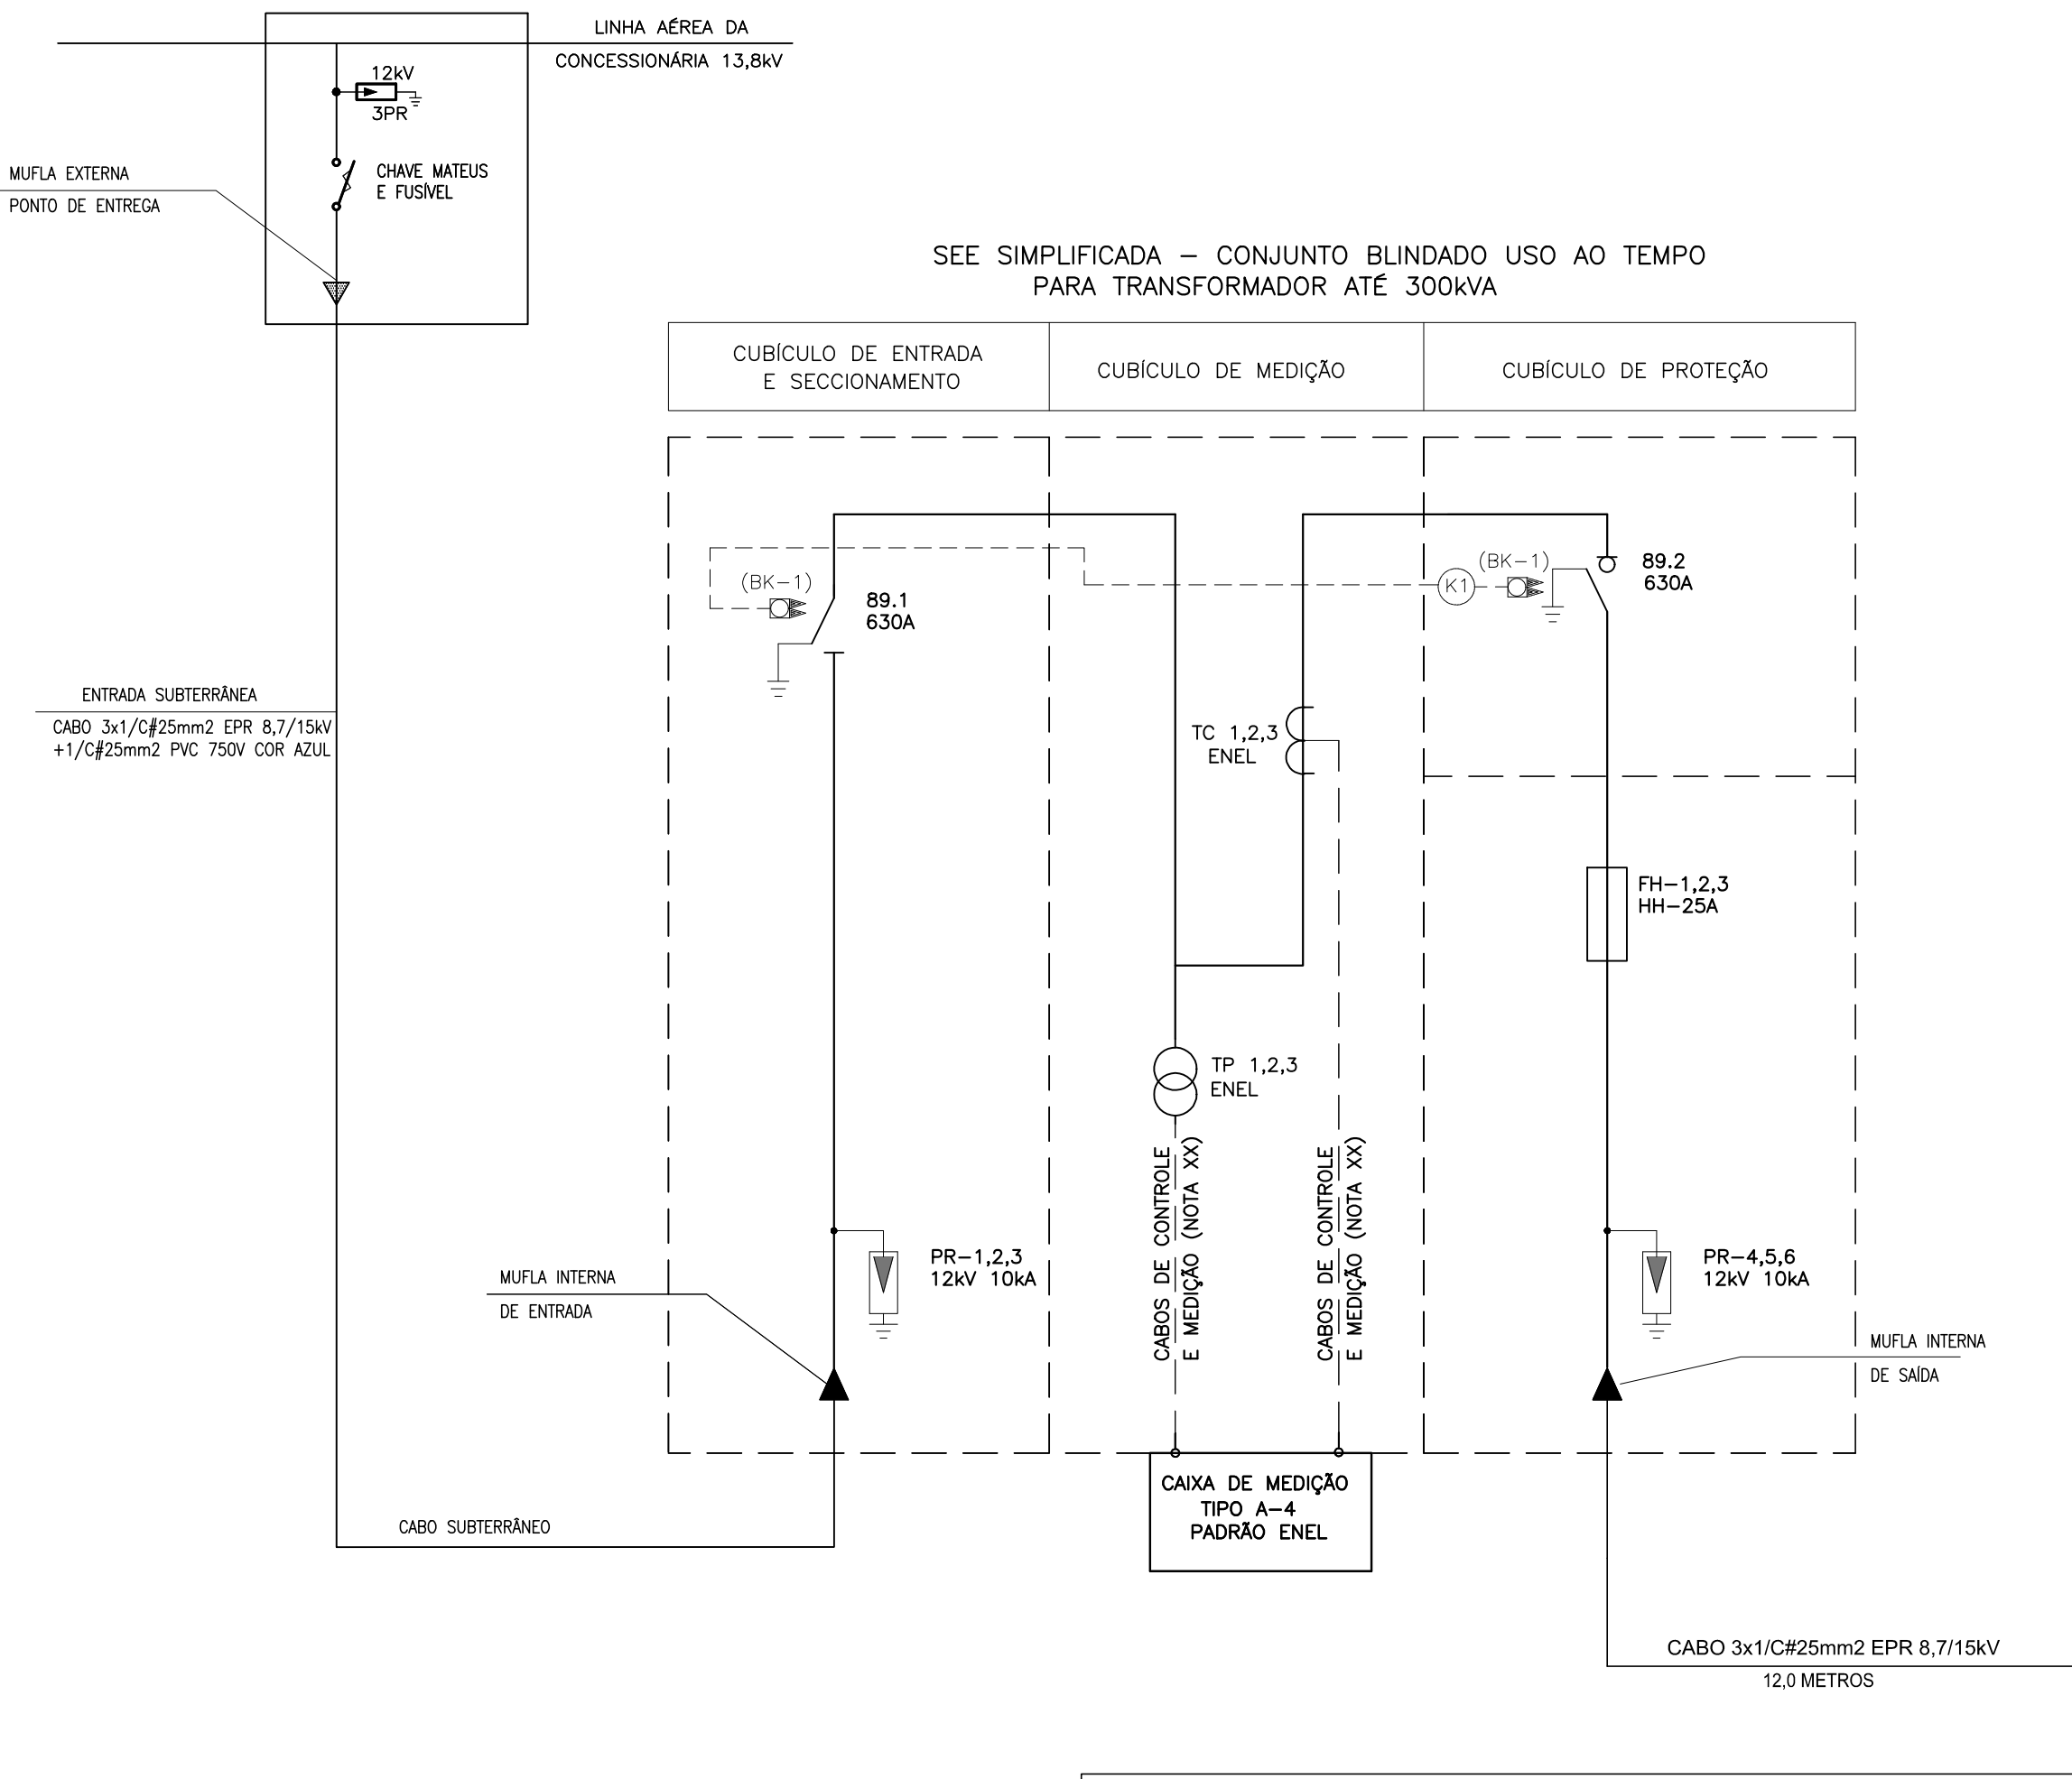 LINHA AÉREA DA
CONCESSIONÁRIA 13,8kV
12kV
3PR
CHAVE MATEUS
E FUSÍVEL
MUFLA EXTERNA
PONTO DE ENTREGA
SEE SIMPLIFICADA – CONJUNTO BLINDADO USO AO TEMPO
PARA TRANSFORMADOR ATÉ 300kVA
CUBÍCULO DE ENTRADA
E SECCIONAMENTO
CUBÍCULO DE MEDIÇÃO
CUBÍCULO DE PROTEÇÃO
(BK–1)
89.1
630A
K1
(BK–1)
89.2
630A
ENTRADA SUBTERRÂNEA
CABO 3x1/C#25mm2 EPR 8,7/15kV
+1/C#25mm2 PVC 750V COR AZUL
TC 1,2,3
ENEL
FH–1,2,3
HH–25A
TP 1,2,3
ENEL
CABOS DE CONTROLE
E MEDIÇÃO (NOTA XX)
CABOS DE CONTROLE
E MEDIÇÃO (NOTA XX)
PR–1,2,3
12kV 10kA
PR–4,5,6
12kV 10kA
MUFLA INTERNA
DE ENTRADA
MUFLA INTERNA
DE SAÍDA
CAIXA DE MEDIÇÃO
TIPO A–4
PADRÃO ENEL
CABO SUBTERRÂNEO
CABO 3x1/C#25mm2 EPR 8,7/15kV
12,0 METROS